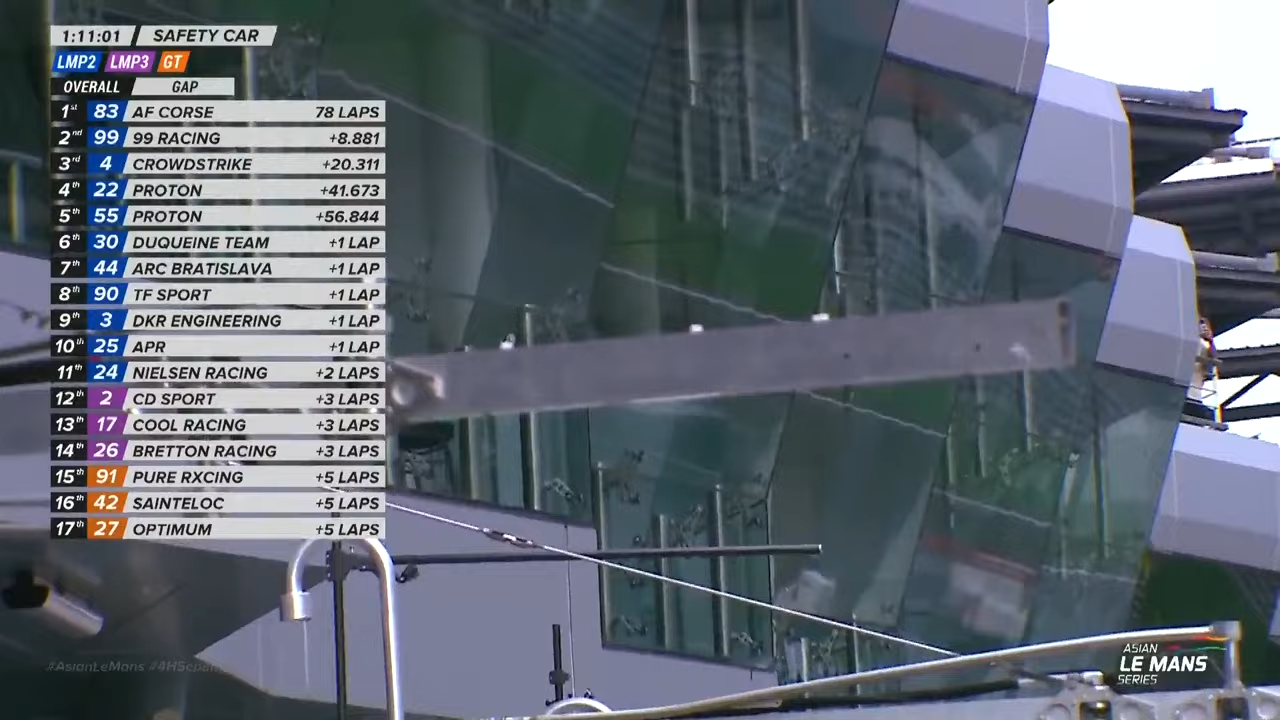 1:11:01 SAFETY CAR
LMP2 LMP3 GT
OVERALL GAP
1st 83 AF CORSE 78 LAPS
2nd 99 99 RACING +8.881
3rd 4 CROWDSTRIKE +20.311
4th 22 PROTON +41.673
5th 55 PROTON +56.844
6th 30 DUQUEINE TEAM +1 LAP
7th 44 ARC BRATISLAVA +1 LAP
8th 90 TF SPORT +1 LAP
9th 3 DKR ENGINEERING +1 LAP
10th 25 APR +1 LAP
11th 24 NIELSEN RACING +2 LAPS
12th 2 CD SPORT +3 LAPS
13th 17 COOL RACING +3 LAPS
14th 26 BRETTON RACING +3 LAPS
15th 91 PURE RXCING +5 LAPS
16th 42 SAINTELOC +5 LAPS
17th 27 OPTIMUM +5 LAPS
#AsianLeMans #4HSepang
ASIAN
LE MANS
SERIES